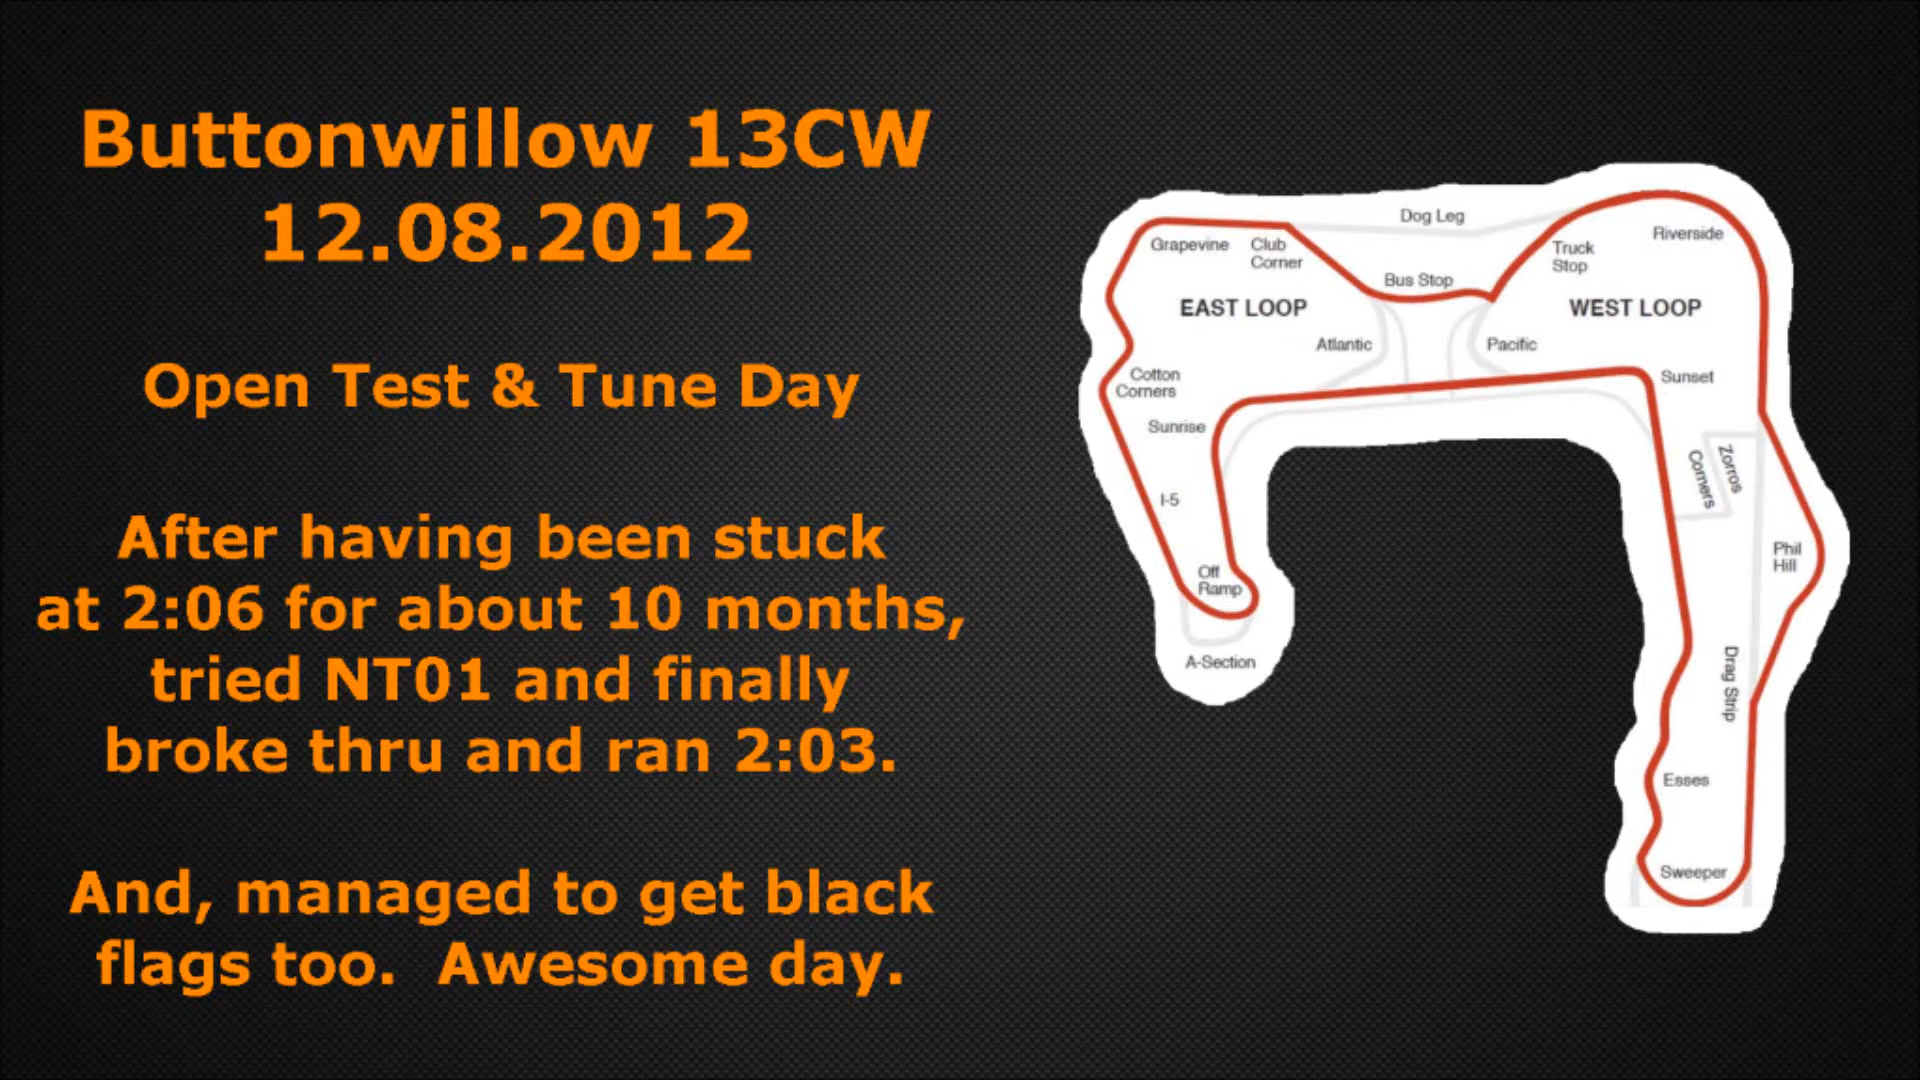 Buttonwillow 13CW
12.08.2012
Open Test & Tune Day
After having been stuck
at 2:06 for about 10 months,
tried NT01 and finally
broke thru and ran 2:03.
And, managed to get black
flags too.  Awesome day.
Dog Leg
Grapevine
Club
Corner
Bus Stop
Truck
Stop
Riverside
EAST LOOP
WEST LOOP
Atlantic
Pacific
Cotton
Corners
Sunset
Sunrise
Zorros
Corners
I-5
Off
Ramp
Phil
Hill
A-Section
Drag Strip
Esses
Sweeper